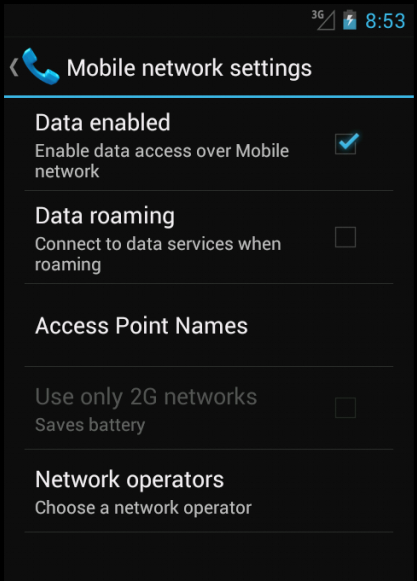 3G 8:53
Mobile network settings
Data enabled
Enable data access over Mobile
network
Data roaming
Connect to data services when
roaming
Access Point Names
Use only 2G networks
Saves battery
Network operators
Choose a network operator